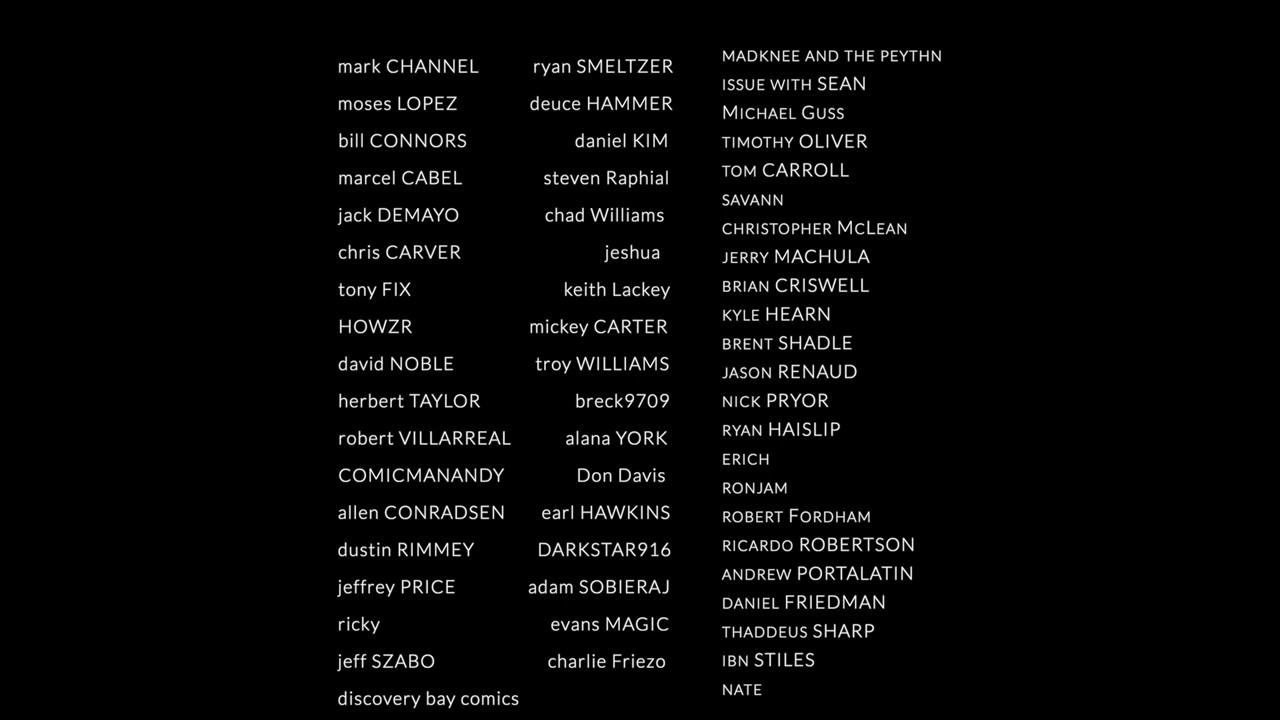 mark CHANNEL
moses LOPEZ
bill CONNORS
marcel CABEL
jack DEMAYO
chris CARVER
tony FIX
HOWZR
david NOBLE
herbert TAYLOR
robert VILLARREAL
COMICMANANDY
allen CONRADSEN
dustin RIMMEY
jeffrey PRICE
ricky
jeff SZABO
discovery bay comics
ryan SMELTZER
deuce HAMMER
daniel KIM
steven Raphial
chad Williams
jeshua
keith Lackey
mickey CARTER
troy WILLIAMS
breck9709
alana YORK
Don Davis
earl HAWKINS
DARKSTAR916
adam SOBIERAJ
evans MAGIC
charlie Friezo
MADKNEE AND THE PEYTHN
ISSUE WITH SEAN
MICHAEL GUSS
TIMOTHY OLIVER
TOM CARROLL
SAVANN
CHRISTOPHER MCLEAN
JERRY MACHULA
BRIAN CRISWELL
KYLE HEARN
BRENT SHADLE
JASON RENAUD
NICK PRYOR
RYAN HAISLIP
ERICH
RONJAM
ROBERT FORDHAM
RICARDO ROBERTSON
ANDREW PORTALATIN
DANIEL FRIEDMAN
THADDEUS SHARP
IBN STILES
NATE